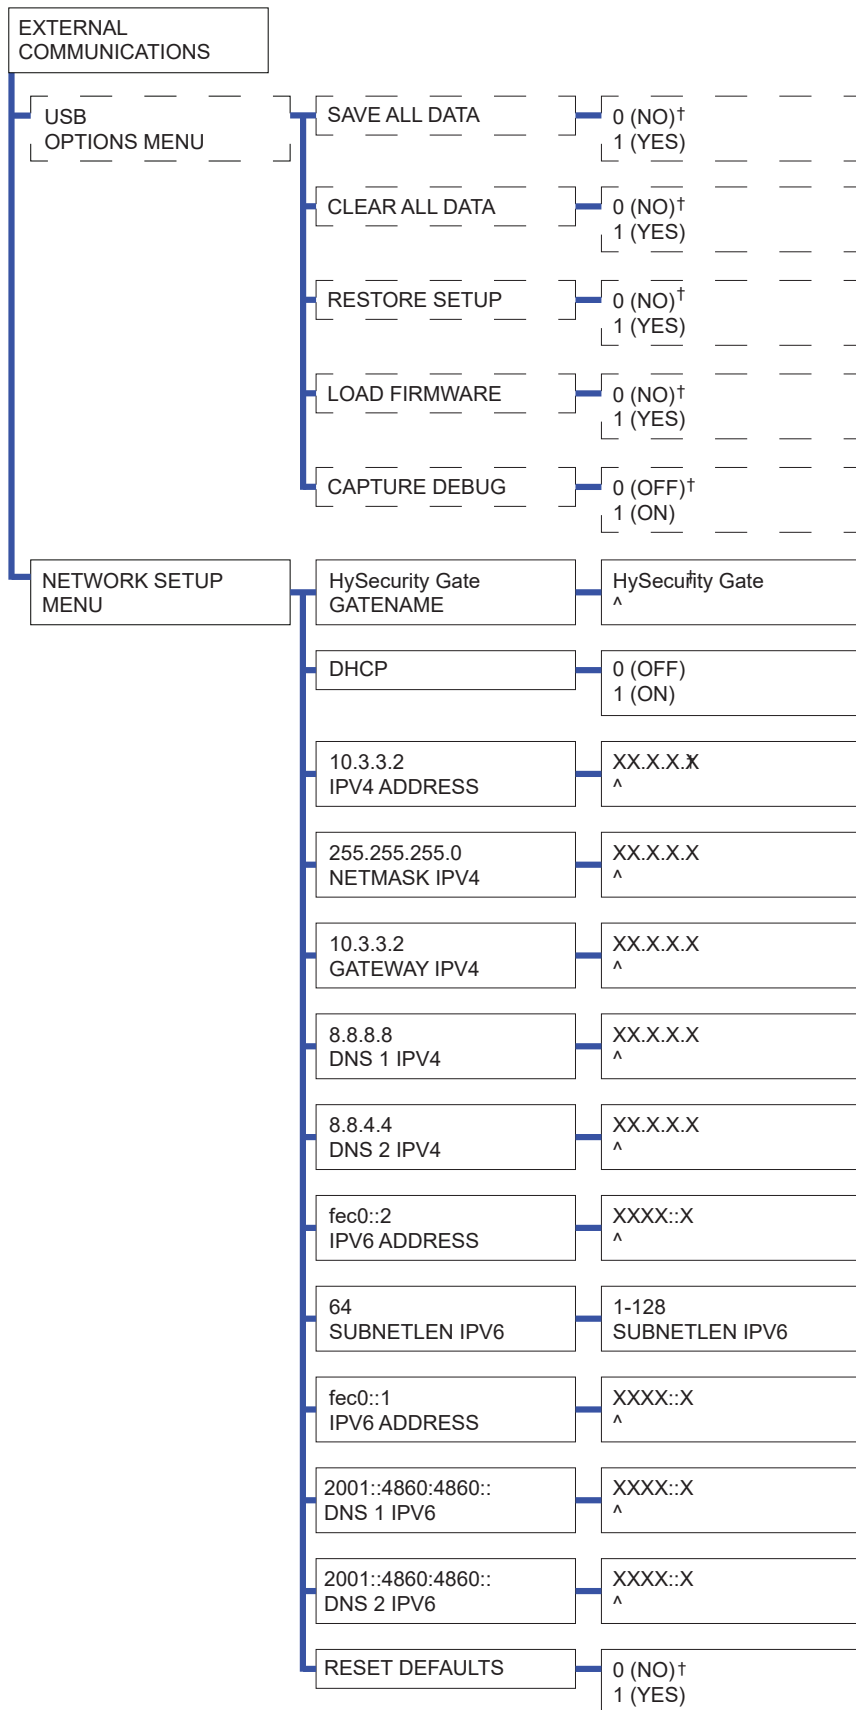 EXTERNAL
COMMUNICATIONS
USB
OPTIONS MENU
SAVE ALL DATA
0 (NO)†
1 (YES)
CLEAR ALL DATA
0 (NO)†
1 (YES)
RESTORE SETUP
0 (NO)†
1 (YES)
LOAD FIRMWARE
0 (NO)†
1 (YES)
CAPTURE DEBUG
0 (OFF)†
1 (ON)
NETWORK SETUP
MENU
HySecurity Gate
GATENAME
HySecurity Gate†
^
DHCP
0 (OFF)
1 (ON)
10.3.3.2
IPV4 ADDRESS
XX.X.X.X†
^
255.255.255.0
NETMASK IPV4
XX.X.X.X
^
10.3.3.2
GATEWAY IPV4
XX.X.X.X
^
8.8.8.8
DNS 1 IPV4
XX.X.X.X
^
8.8.4.4
DNS 2 IPV4
XX.X.X.X
^
fec0::2
IPV6 ADDRESS
XXXX::X
^
64
SUBNETLEN IPV6
1-128
SUBNETLEN IPV6
fec0::1
IPV6 ADDRESS
XXXX::X
^
2001::4860:4860::
DNS 1 IPV6
XXXX::X
^
2001::4860:4860::
DNS 2 IPV6
XXXX::X
^
RESET DEFAULTS
0 (NO)†
1 (YES)